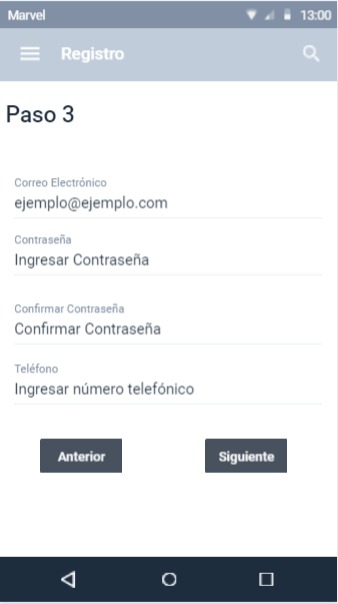 Marvel 13:00
Registro
Paso 3
Correo Electrónico
ejemplo@ejemplo.com
Contraseña
Ingresar Contraseña
Confirmar Contraseña
Confirmar Contraseña
Teléfono
Ingresar número telefónico
Anterior Siguiente